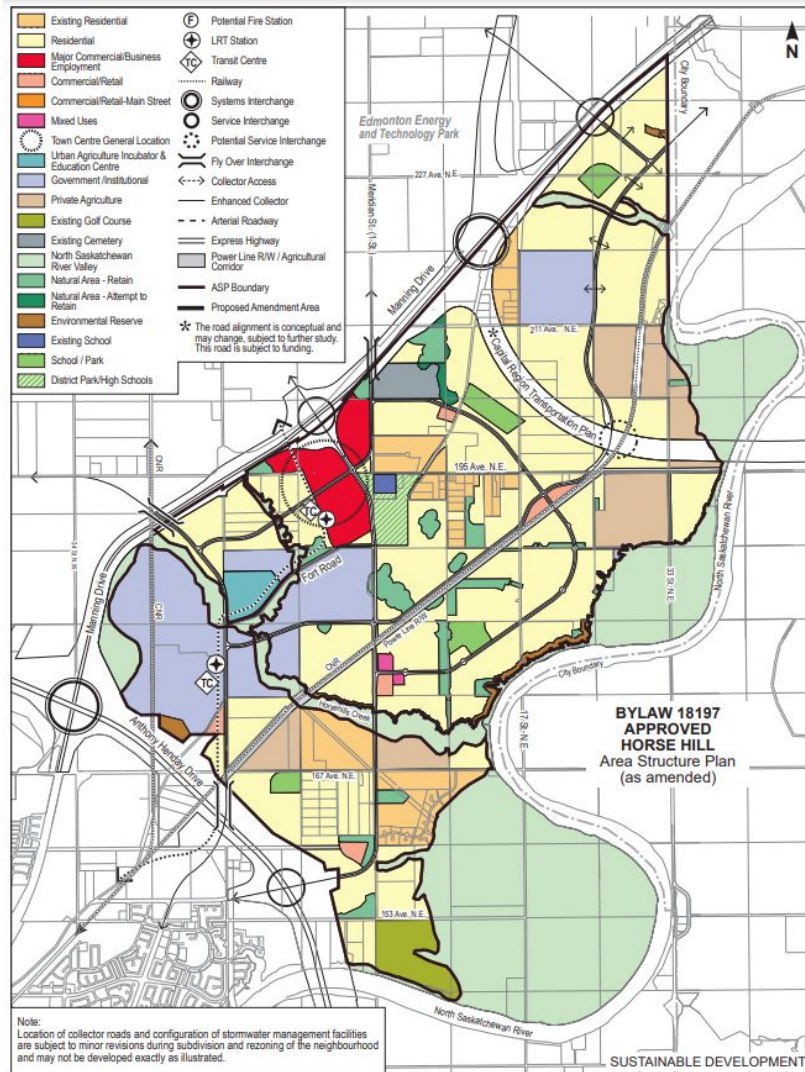 Existing Residential
Residential
Major Commercial/Business
Employment
Commercial/Retail
Commercial/Retail-Main Street
Mixed Uses
Town Centre General Location
Urban Agriculture Incubator &
Education Centre
Government /Institutional
Private Agriculture
Existing Golf Course
Existing Cemetery
North Saskatchewan
River Valley
Natural Area - Retain
Natural Area - Attempt to
Retain
Environmental Reserve
Existing School
School / Park
District Park/High Schools
F Potential Fire Station
LRT Station
TC Transit Centre
Railway
Systems Interchange
Service Interchange
Potential Service Interchange
Fly Over Interchange
Collector Access
Enhanced Collector
Arterial Roadway
Express Highway
Power Line R/W / Agricultural
Corridor
ASP Boundary
Proposed Amendment Area
* The road alignment is conceptual and
may change, subject to further study.
This road is subject to funding.
N
City Boundary
Edmonton Energy
and Technology Park
Meridian St. (1 St.)
227 Ave. N.E.
Manning Drive
211 Ave. N.E.
*Capital Region Transportation Plan
195 Ave. N.E.
CNR
TC
Fort Road
34 St. N.W.
Manning Drive
CNR
33 St. N.E.
North Saskatchewan River
Power Line R/W
CNR
TC
City Boundary
Horsehills Creek
17 St. N.E.
Anthony Henday Drive
167 Ave. N.E.
BYLAW 18197
APPROVED
HORSE HILL
Area Structure Plan
(as amended)
153 Ave. N.E.
North Saskatchewan River
Note:
Location of collector roads and configuration of stormwater management facilities
are subject to minor revisions during subdivision and rezoning of the neighbourhood
and may not be developed exactly as illustrated.
SUSTAINABLE DEVELOPMENT